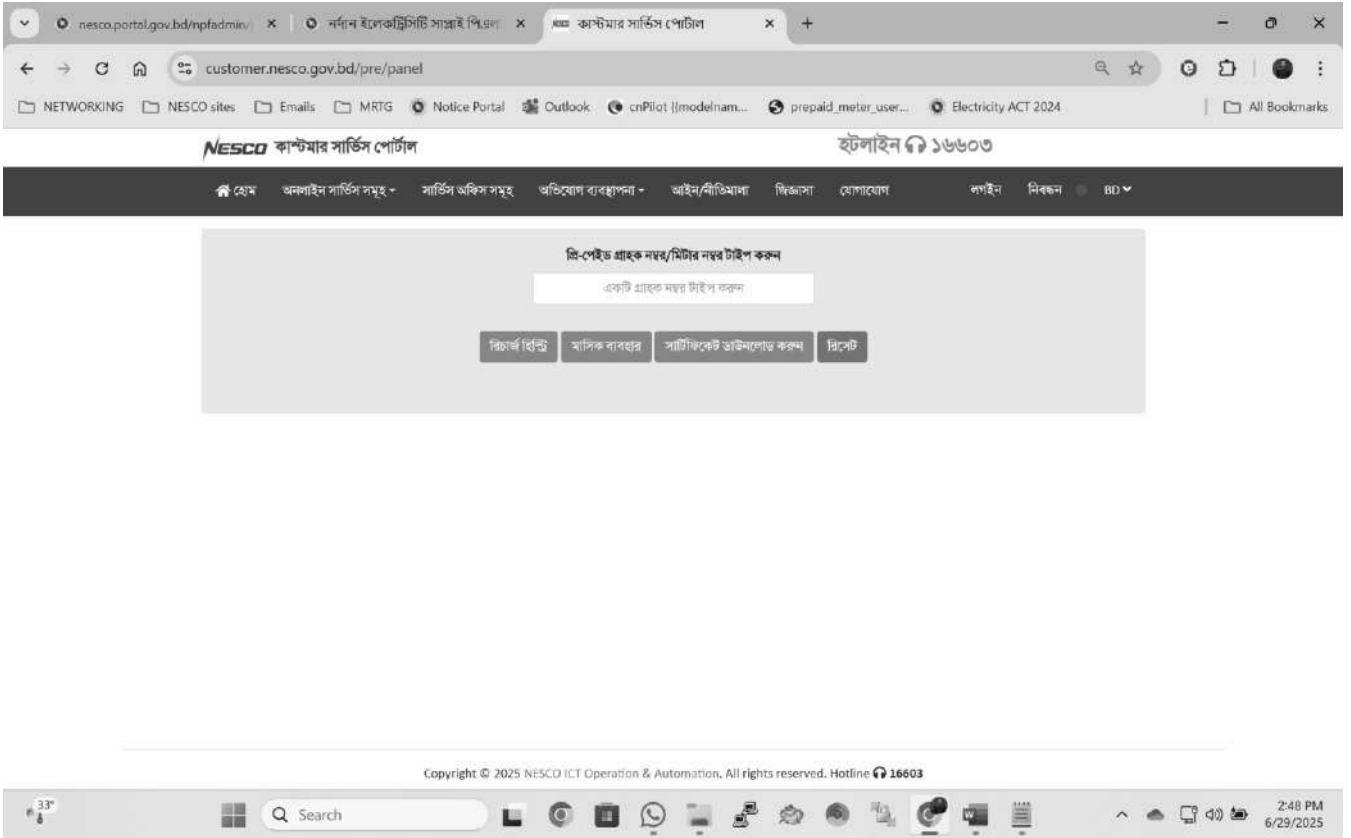 nesco.portal.gov.bd/npfadmin/ নর্দান ইলেকট্রিসিটি সাপ্লাই পি.এল কাস্টমার সার্ভিস পোর্টাল
customer.nesco.gov.bd/pre/panel
NETWORKING NESCO sites Emails MRTG Notice Portal Outlook cnPilot {{modelnam... prepaid_meter_user... Electricity ACT 2024 All Bookmarks
NESCO কাস্টমার সার্ভিস পোর্টাল হটলাইন ১৬৬০৩
হোম অনলাইন সার্ভিস সমূহ সার্ভিস অফিস সমূহ অভিযোগ ব্যবস্থাপনা আইন/নীতিমালা জিজ্ঞাসা যোগাযোগ লগইন নিবন্ধন BD
প্রি-পেইড গ্রাহক নম্বর/মিটার নম্বর টাইপ করুন
একটি গ্রাহক নম্বর টাইপ করুন
রিচার্জ হিস্ট্রি মাসিক ব্যবহার সার্টিফিকেট ডাউনলোড করুন রিসেট
Copyright © 2025 NESCO ICT Operation & Automation. All rights reserved. Hotline 16603
33° Search 2:48 PM
6/29/2025